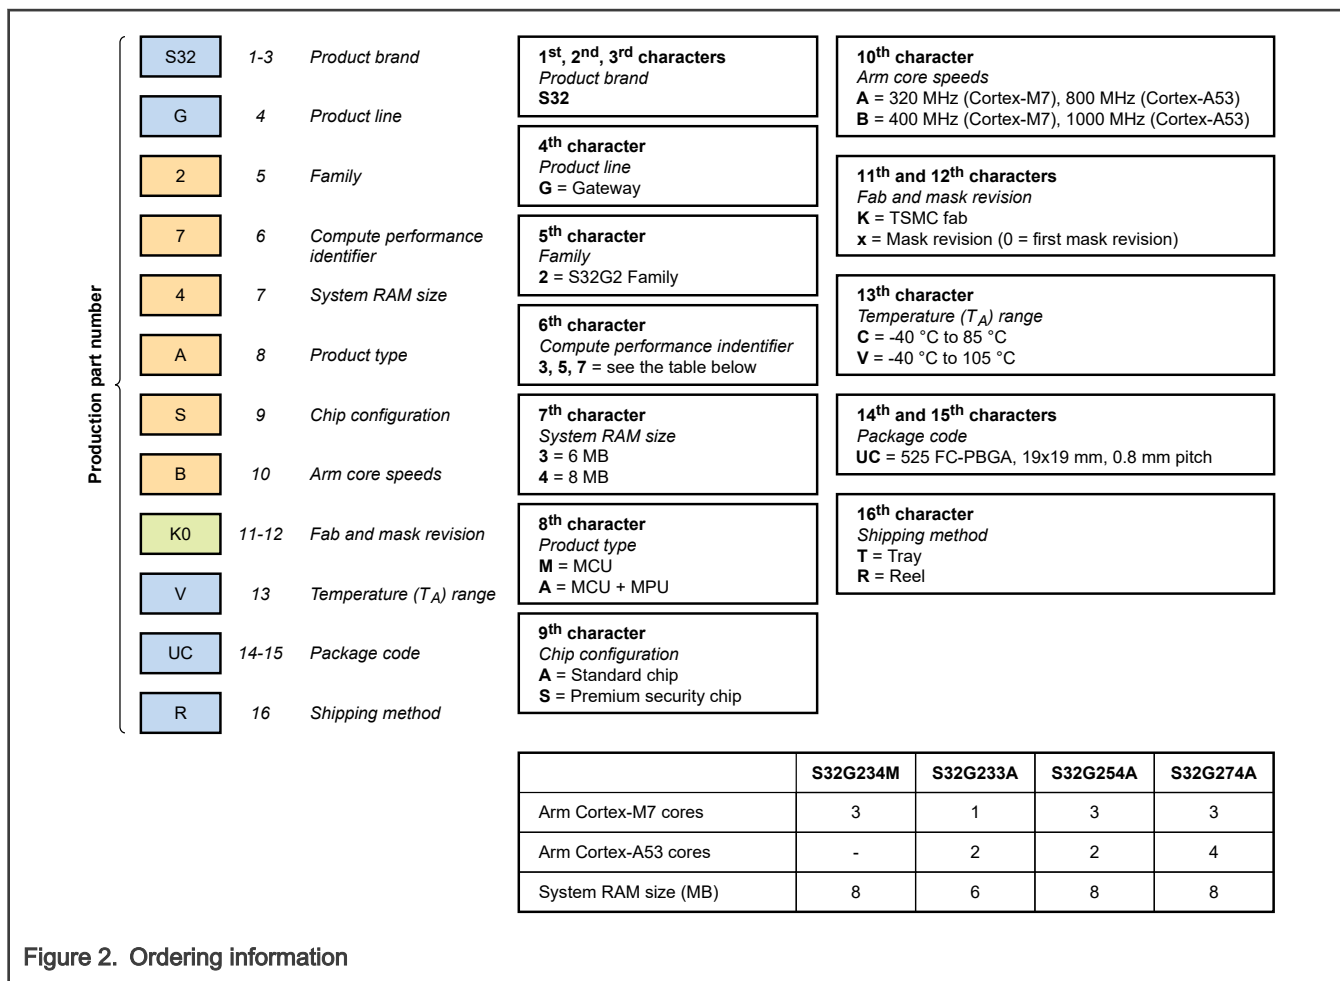 Production part number
S32 1-3 Product brand
G 4 Product line
2 5 Family
7 6 Compute performance
identifier
4 7 System RAM size
A 8 Product type
S 9 Chip configuration
B 10 Arm core speeds
K0 11-12 Fab and mask revision
V 13 Temperature (TA) range
UC 14-15 Package code
R 16 Shipping method
1st, 2nd, 3rd characters
Product brand
S32
4th character
Product line
G = Gateway
5th character
Family
2 = S32G2 Family
6th character
Compute performance indentifier
3, 5, 7 = see the table below
7th character
System RAM size
3 = 6 MB
4 = 8 MB
8th character
Product type
M = MCU
A = MCU + MPU
9th character
Chip configuration
A = Standard chip
S = Premium security chip
10th character
Arm core speeds
A = 320 MHz (Cortex-M7), 800 MHz (Cortex-A53)
B = 400 MHz (Cortex-M7), 1000 MHz (Cortex-A53)
11th and 12th characters
Fab and mask revision
K = TSMC fab
x = Mask revision (0 = first mask revision)
13th character
Temperature (TA) range
C = -40 °C to 85 °C
V = -40 °C to 105 °C
14th and 15th characters
Package code
UC = 525 FC-PBGA, 19x19 mm, 0.8 mm pitch
16th character
Shipping method
T = Tray
R = Reel
S32G234M S32G233A S32G254A S32G274A
Arm Cortex-M7 cores 3 1 3 3
Arm Cortex-A53 cores - 2 2 4
System RAM size (MB) 8 6 8 8
Figure 2. Ordering information